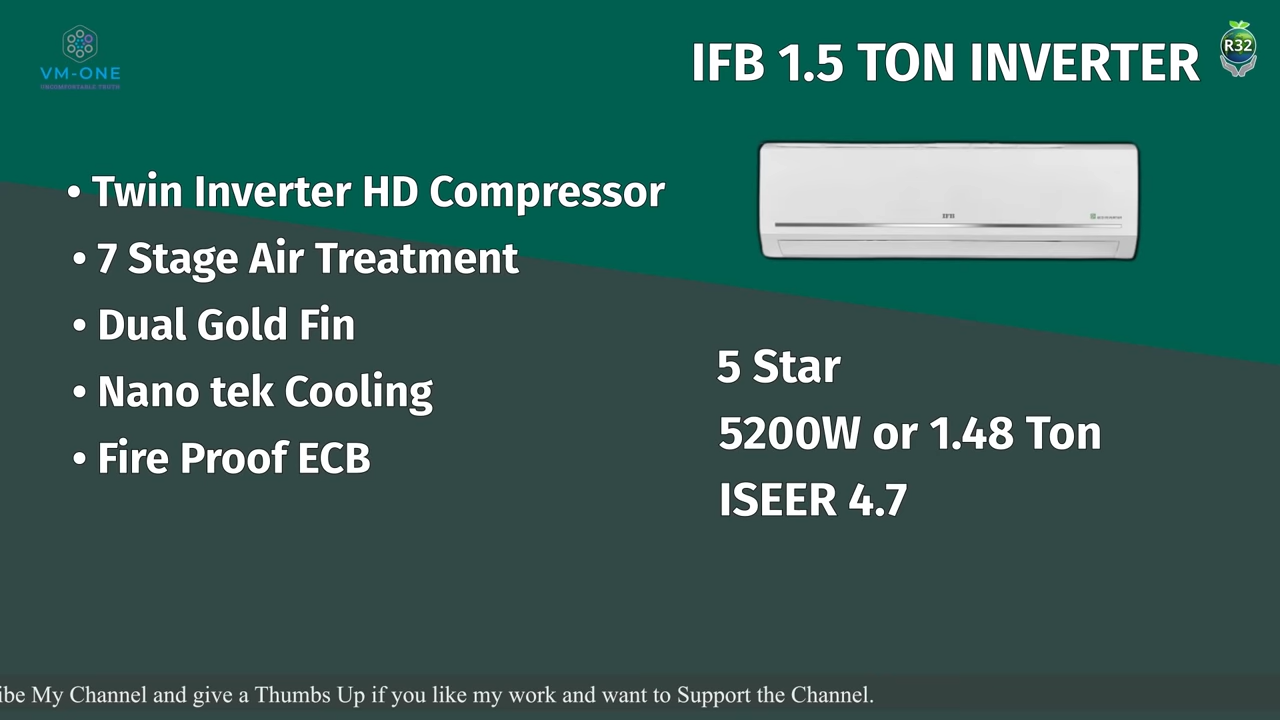 VM-ONE
UNCOMFORTABLE TRUTH
IFB 1.5 TON INVERTER
R32
• Twin Inverter HD Compressor
• 7 Stage Air Treatment
• Dual Gold Fin
• Nano tek Cooling
• Fire Proof ECB
IFB
5 Star
5200W or 1.48 Ton
ISEER 4.7
ibe My Channel and give a Thumbs Up if you like my work and want to Support the Channel.